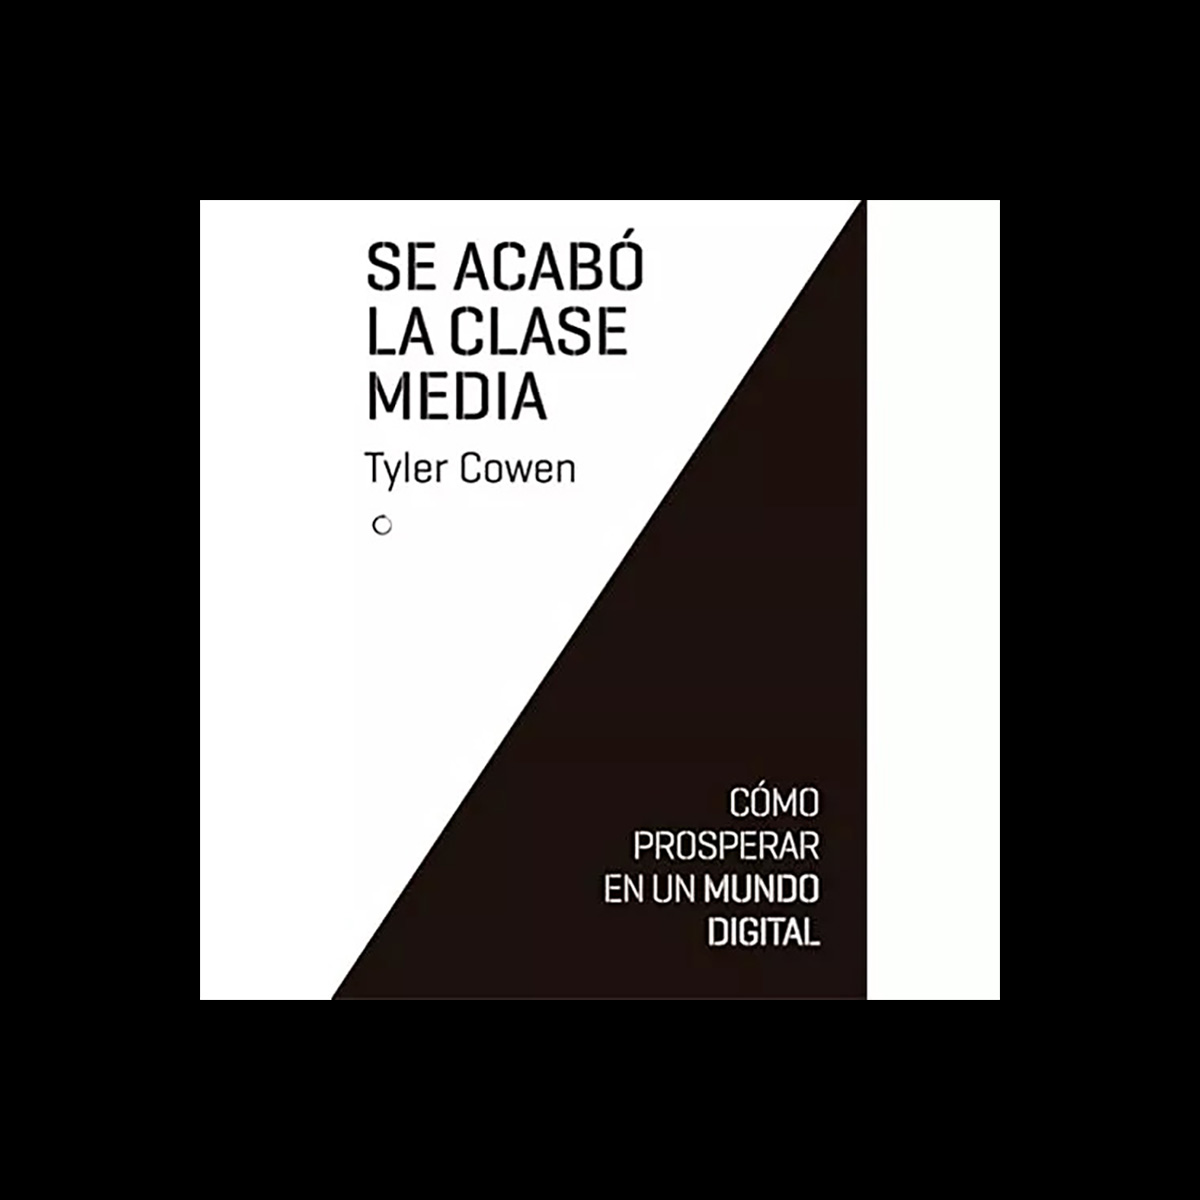 SE ACABÓ
LA CLASE
MEDIA
Tyler Cowen
CÓMO
PROSPERAR
EN UN MUNDO
DIGITAL